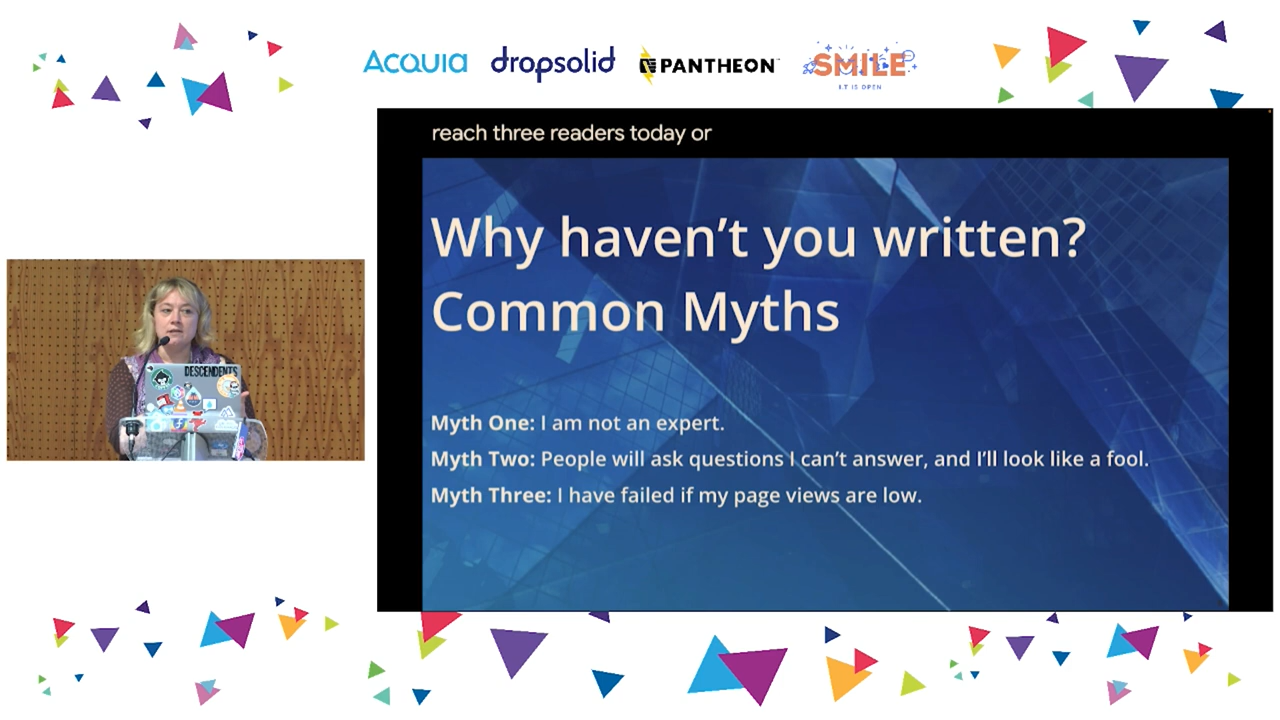 Acquia dropsolid PANTHEON SMILE
I.T IS OPEN
reach three readers today or
Why haven't you written?
Common Myths
Myth One: I am not an expert.
Myth Two: People will ask questions I can't answer, and I'll look like a fool.
Myth Three: I have failed if my page views are low.
DESCENDENTS